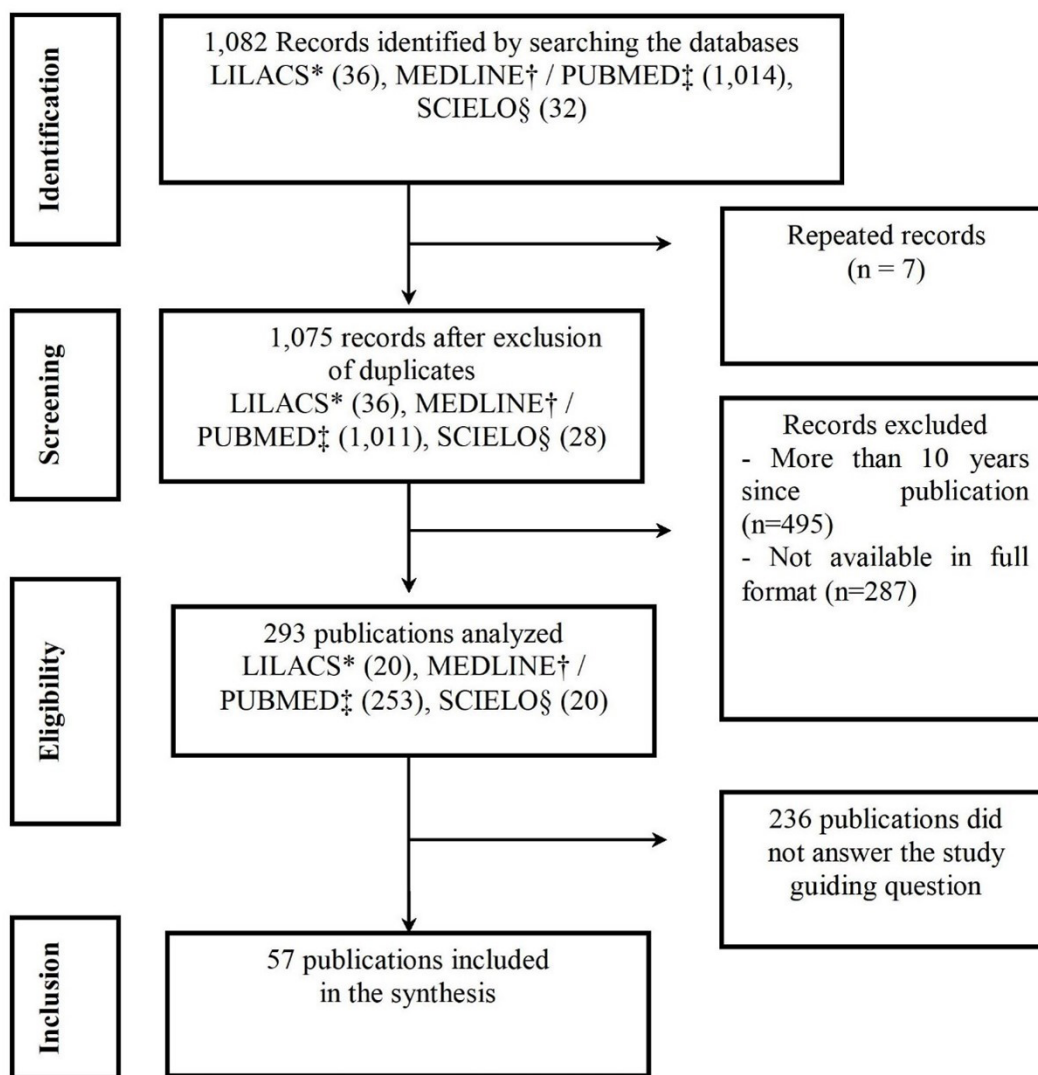 Identification
1,082 Records identified by searching the databases
LILACS* (36), MEDLINE† / PUBMED‡ (1,014),
SCIELO§ (32)
Repeated records
(n = 7)
Screening
1,075 records after exclusion
of duplicates
LILACS* (36), MEDLINE† /
PUBMED‡ (1,011), SCIELO§ (28)
Records excluded
- More than 10 years
since publication
(n=495)
- Not available in full
format (n=287)
Eligibility
293 publications analyzed
LILACS* (20), MEDLINE† /
PUBMED‡ (253), SCIELO§ (20)
236 publications did
not answer the study
guiding question
Inclusion
57 publications included
in the synthesis